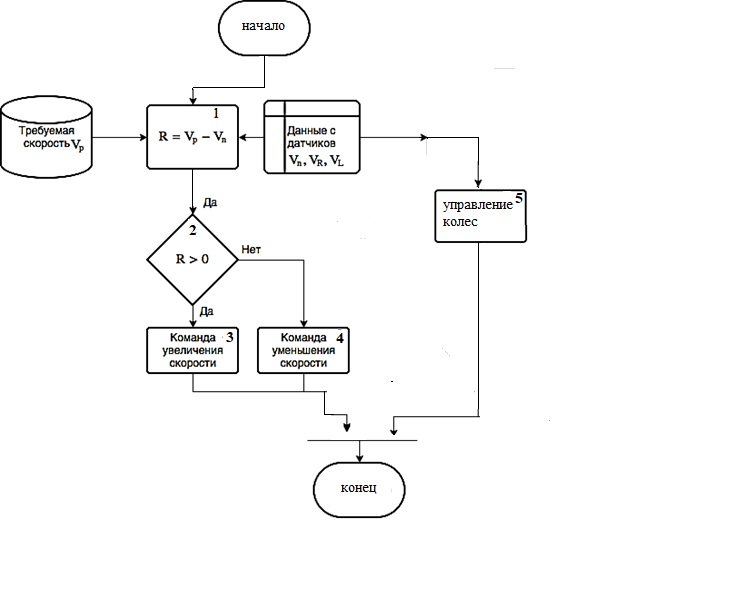 начало
Требуемая
скорость Vp
1
R = Vp − Vn
Данные с
датчиков
Vn, VR, VL
Да
управление 5
колес
2
R > 0
Нет
Да
Команда 3
увеличения
скорости
Команда 4
уменьшения
скорости
конец